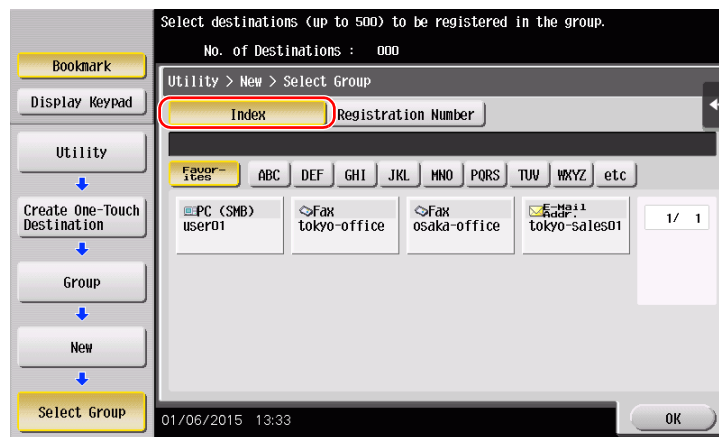 Select destinations (up to 500) to be registered in the group.
No. of Destinations : 000
Bookmark
Display Keypad
Utility
Create One-Touch
Destination
Group
New
Select Group
Utility > New > Select Group
Index
Registration Number
Favor-
ites
ABC DEF GHI JKL MNO PQRS TUV WXYZ etc
PC (SMB)
user01
Fax
tokyo-office
Fax
osaka-office
E-Mail
Addr.
tokyo-sales01
1/ 1
01/06/2015 13:33
OK